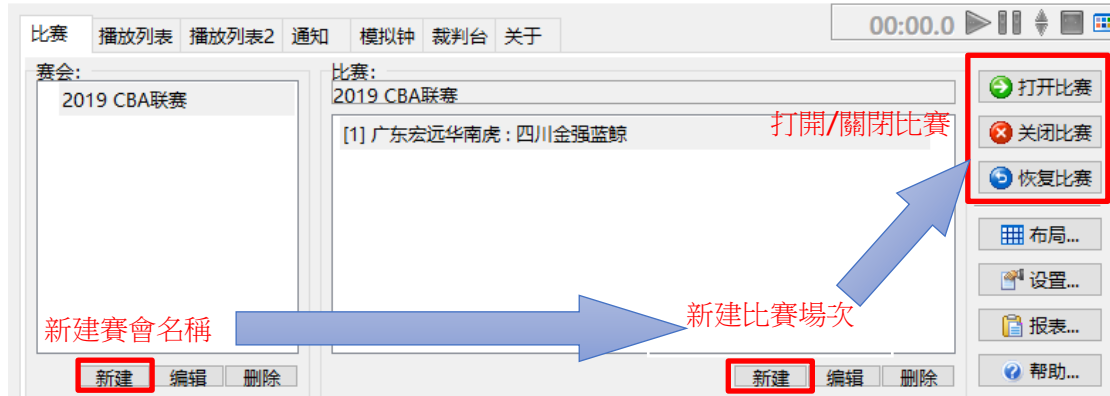 比赛 播放列表 播放列表2 通知 模拟钟 裁判台 关于
00:00.0
赛会:
2019 CBA联赛
新建賽會名稱
新建 编辑 删除
比赛:
2019 CBA联赛
[1] 广东宏远华南虎 : 四川金强蓝鲸
打開/關閉比賽
新建比賽場次
新建 编辑 删除
打开比赛
关闭比赛
恢复比赛
布局...
设置...
报表...
帮助...